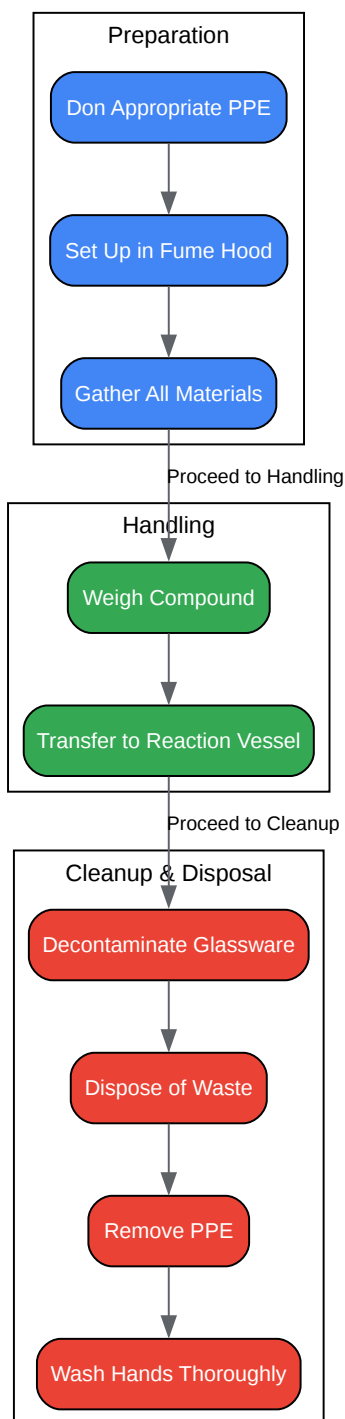 Preparation
Don Appropriate PPE
Set Up in Fume Hood
Gather All Materials
Proceed to Handling
Handling
Weigh Compound
Transfer to Reaction Vessel
Proceed to Cleanup
Cleanup & Disposal
Decontaminate Glassware
Dispose of Waste
Remove PPE
Wash Hands Thoroughly